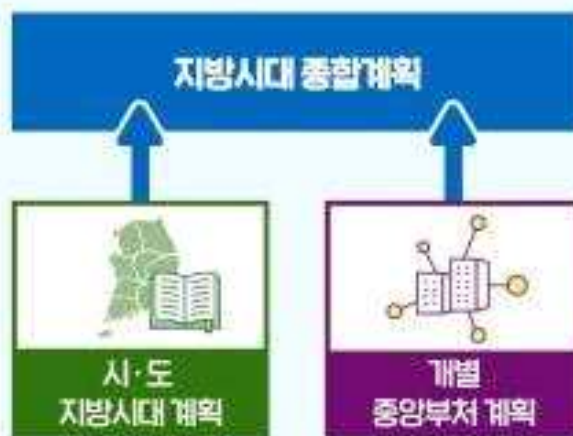 지방시대 종합계획
시·도
지방시대 계획
개별
중앙부처 계획